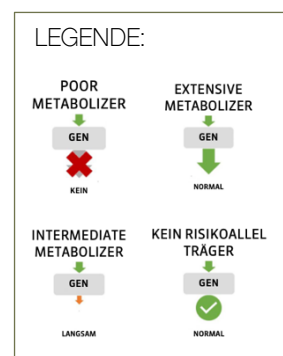 LEGENDE:
POOR
METABOLIZER
GEN
KEIN
EXTENSIVE
METABOLIZER
GEN
NORMAL
INTERMEDIATE
METABOLIZER
GEN
LANGSAM
KEIN RISIKOALLEL
TRÄGER
GEN
NORMAL